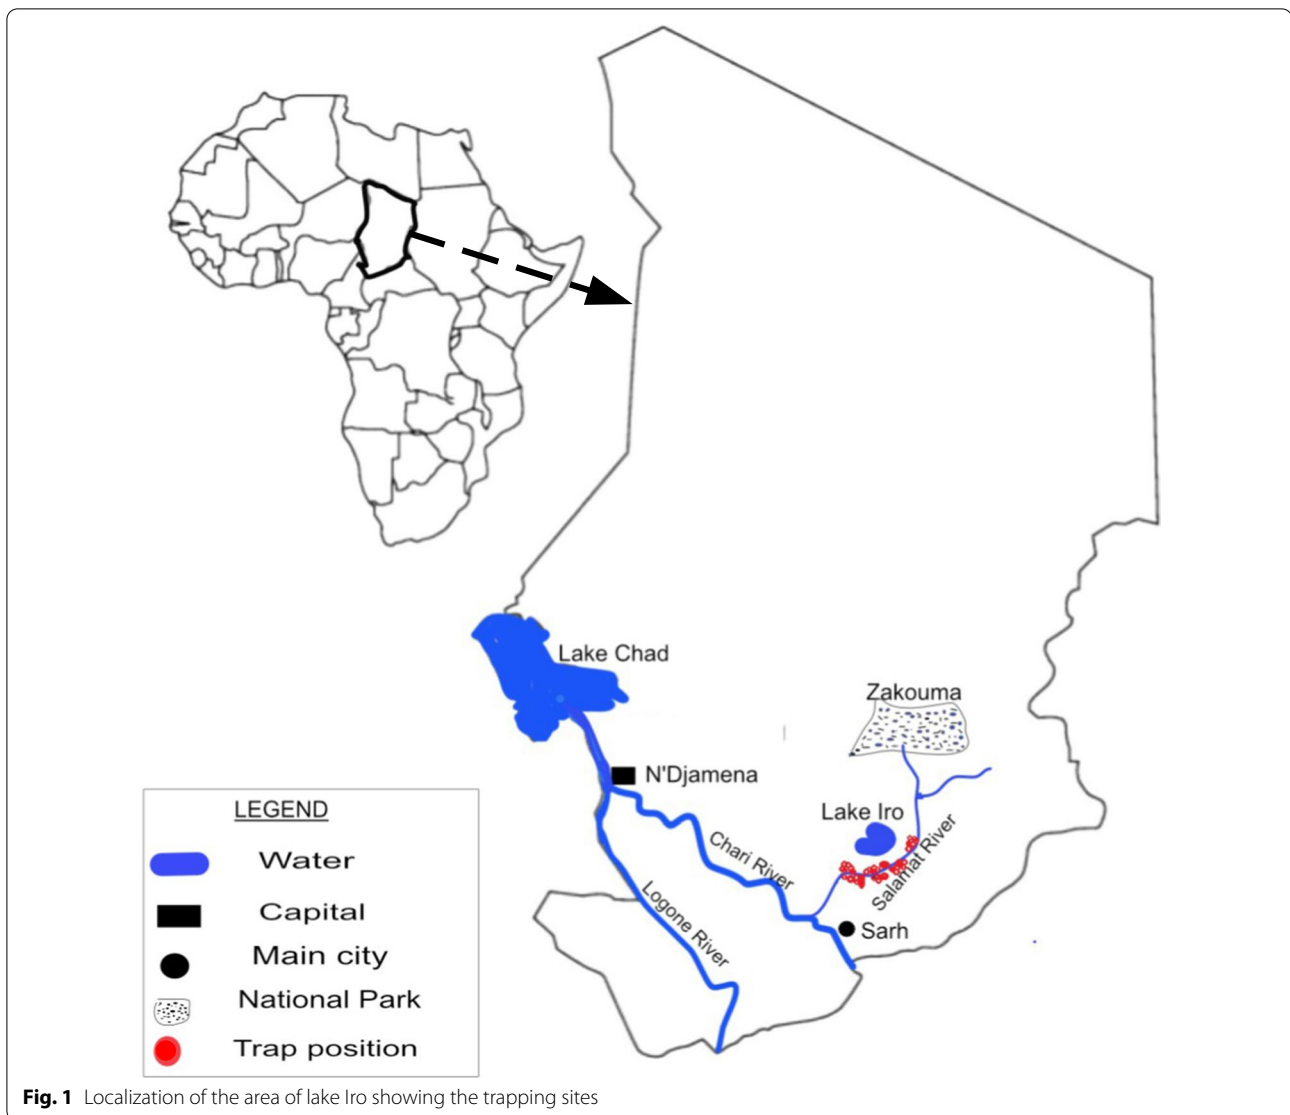 Lake Chad
Zakouma
N'Djamena
Lake Iro
Chari River
Salamat River
Logone River
Sarh
LEGEND
Water
Capital
Main city
National Park
Trap position
Fig. 1 Localization of the area of lake Iro showing the trapping sites